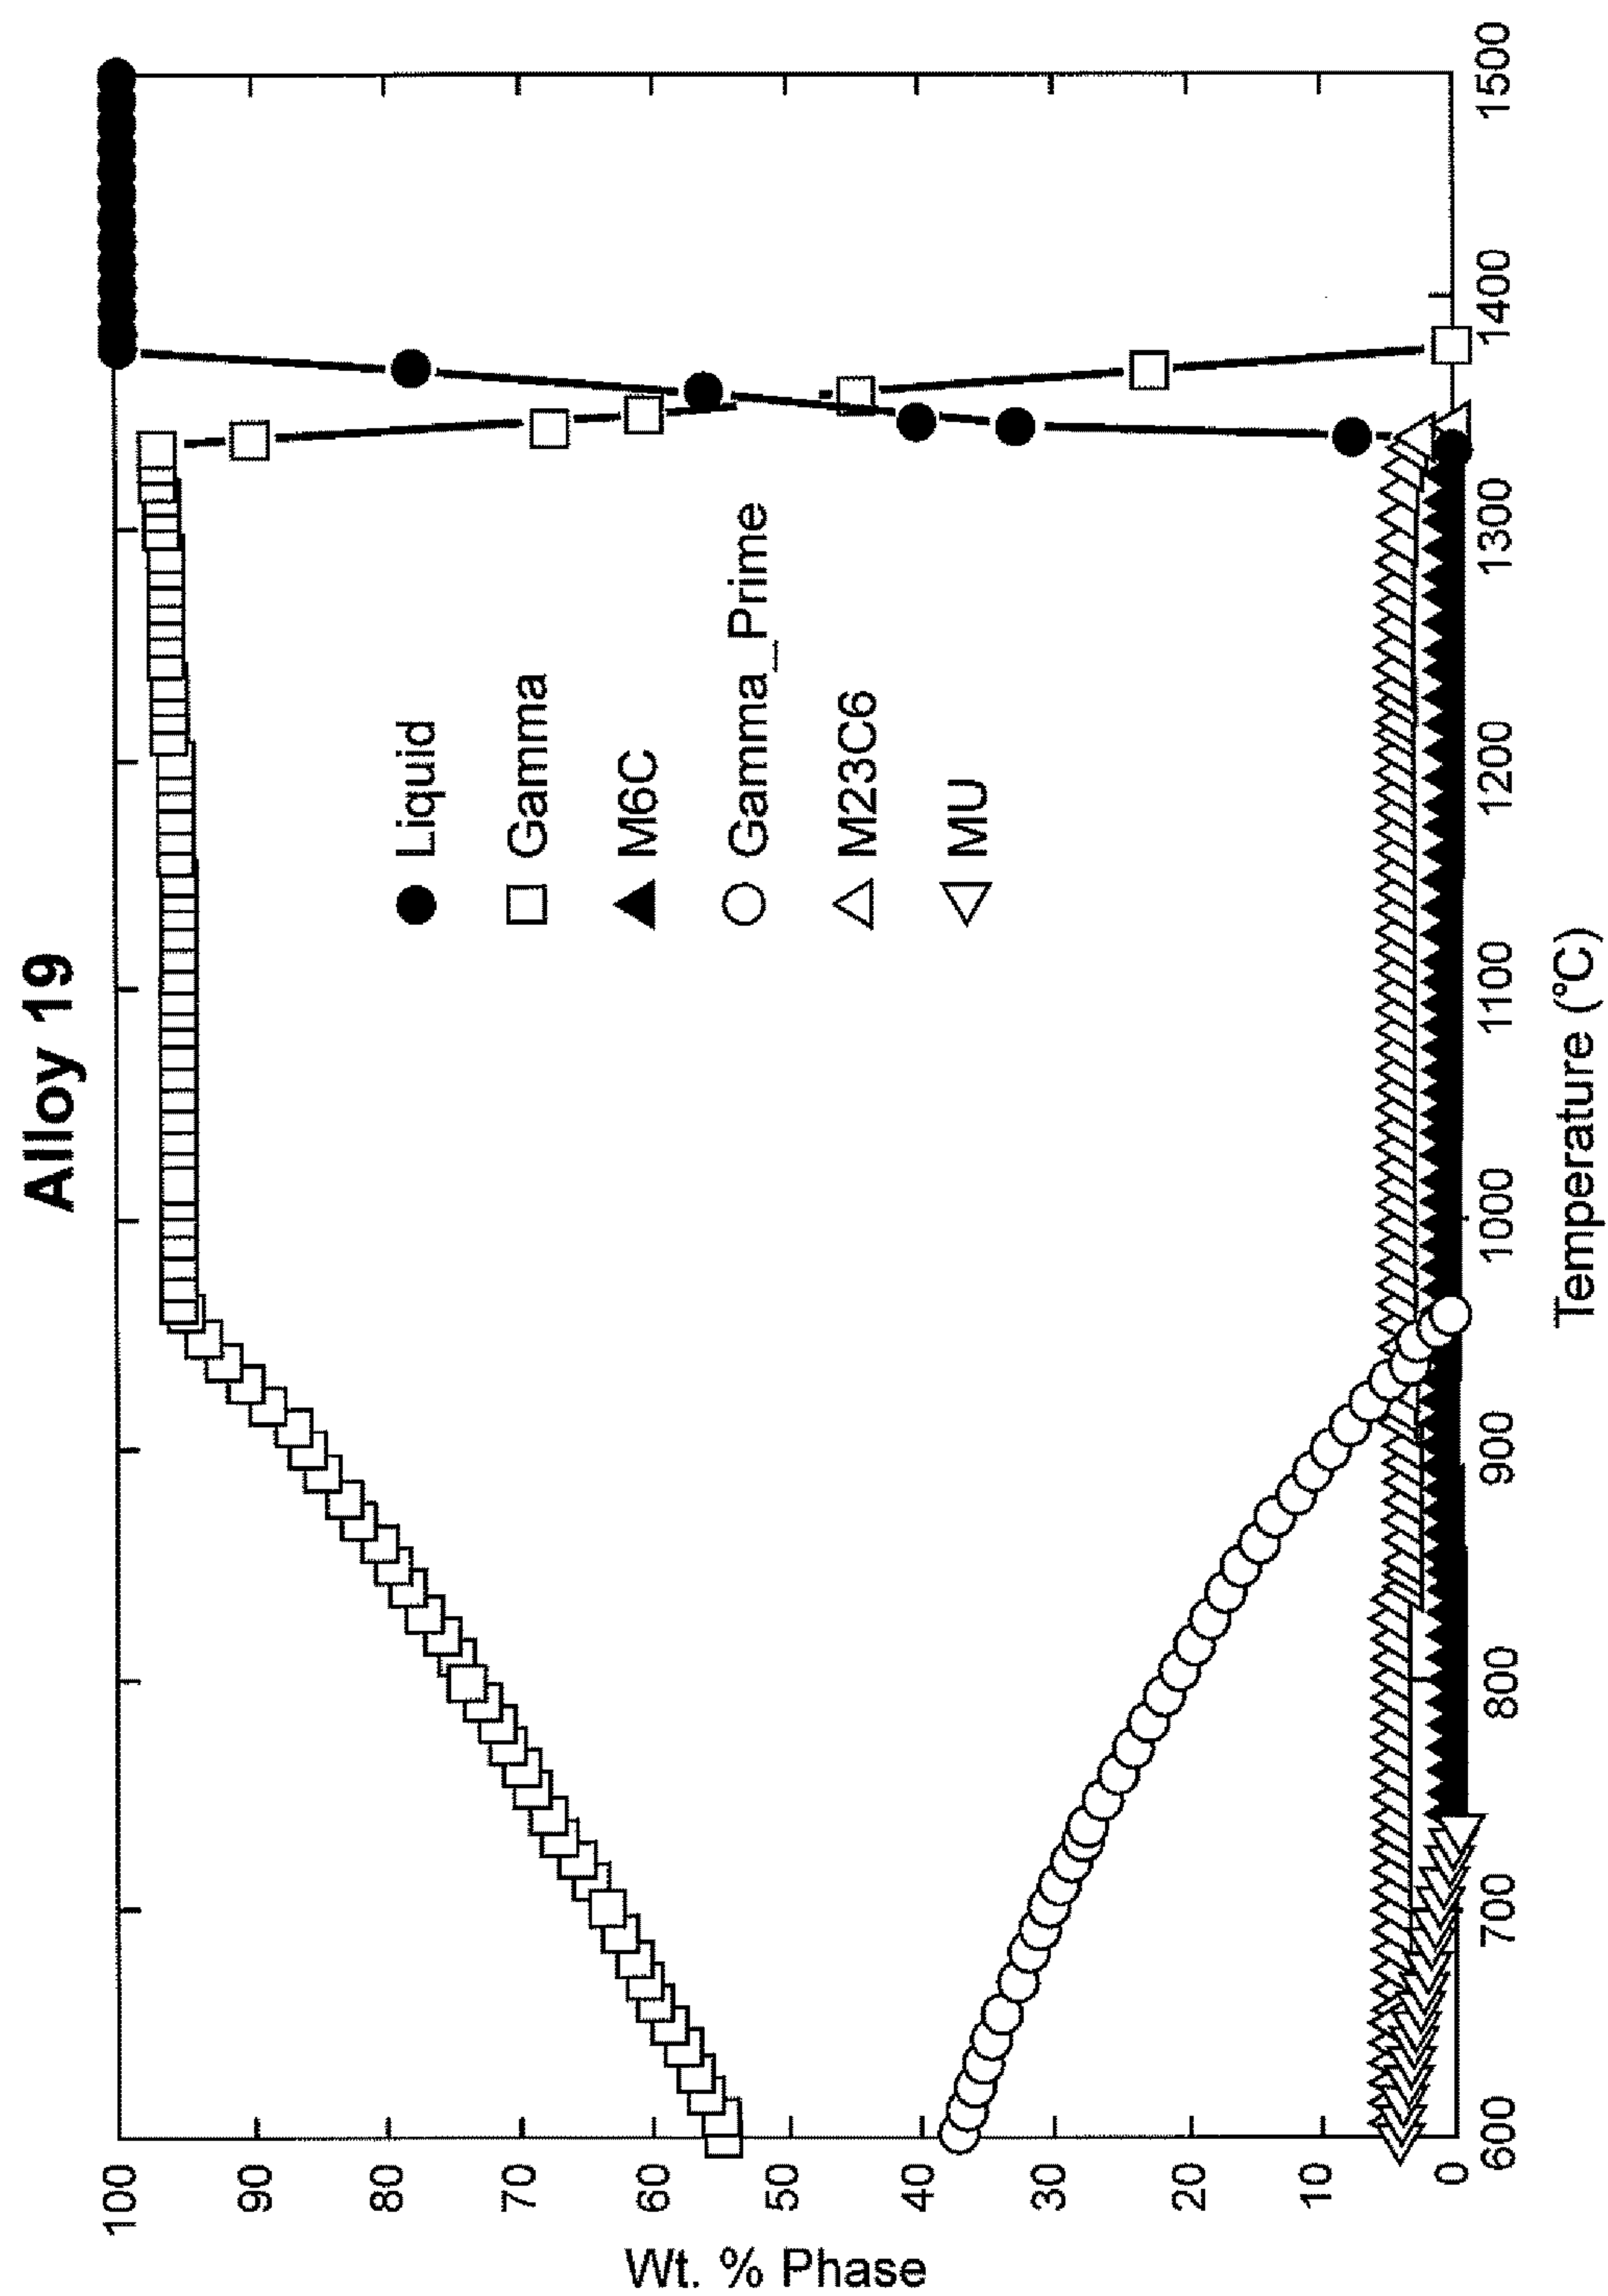 Alloy 19
Wt. % Phase
100
90
80
70
60
50
40
30
20
10
0
Liquid
Gamma
M6C
Gamma_Prime
M23C6
MU
600
700
800
900
1000
1100
1200
1300
1400
1500
Temperature (°C)